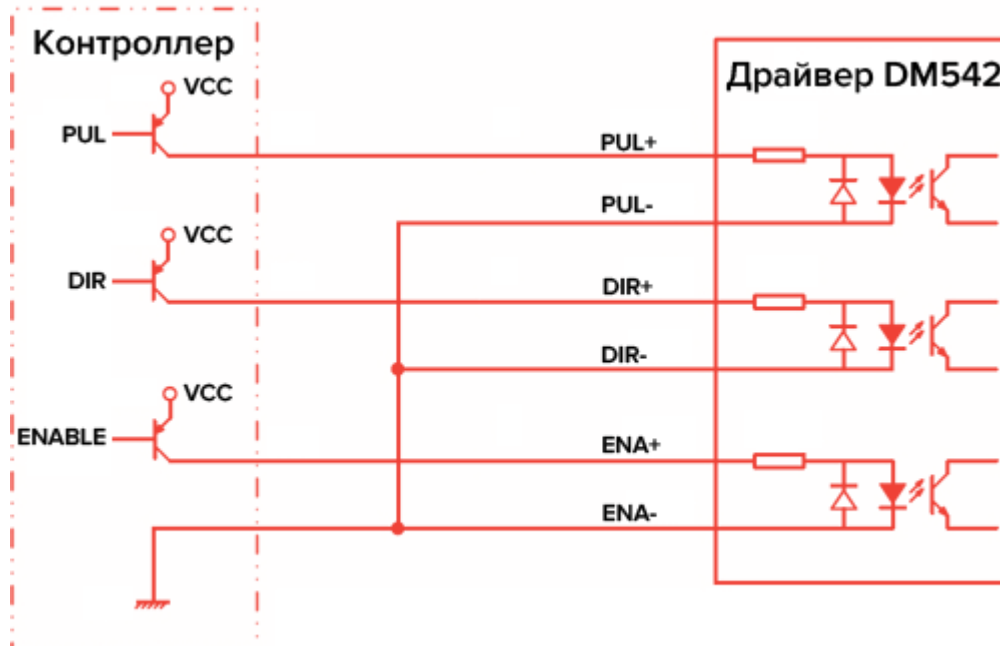 Контроллер
Драйвер DM542
VCC
PUL
PUL+
PUL-
VCC
DIR
DIR+
DIR-
VCC
ENABLE
ENA+
ENA-